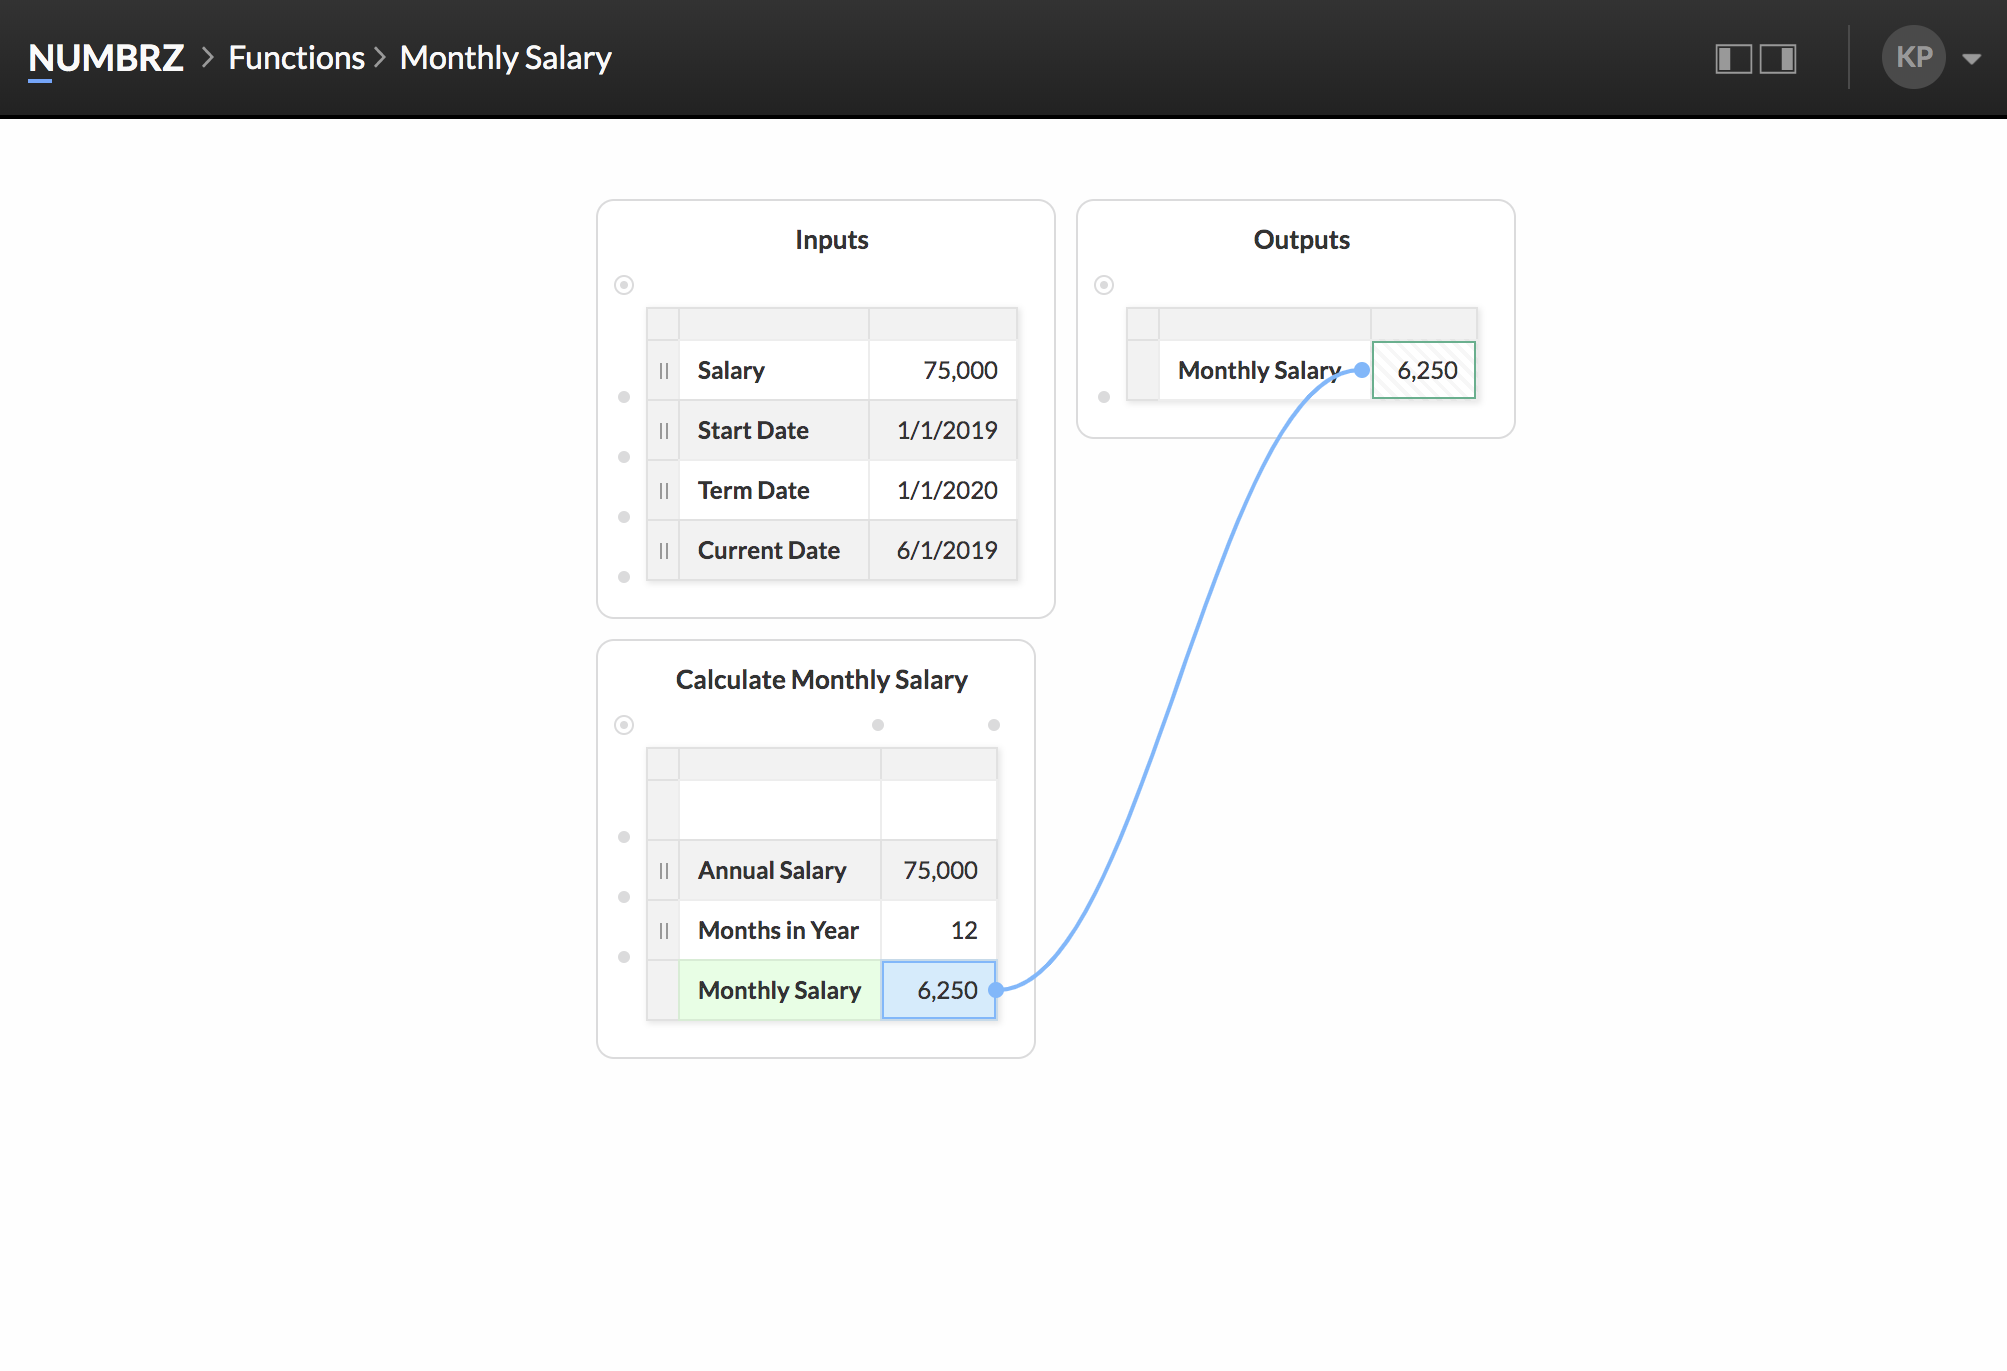 NUMBRZ > Functions > Monthly Salary
KP
Inputs
Salary 75,000
Start Date 1/1/2019
Term Date 1/1/2020
Current Date 6/1/2019
Outputs
Monthly Salary 6,250
Calculate Monthly Salary
Annual Salary 75,000
Months in Year 12
Monthly Salary 6,250